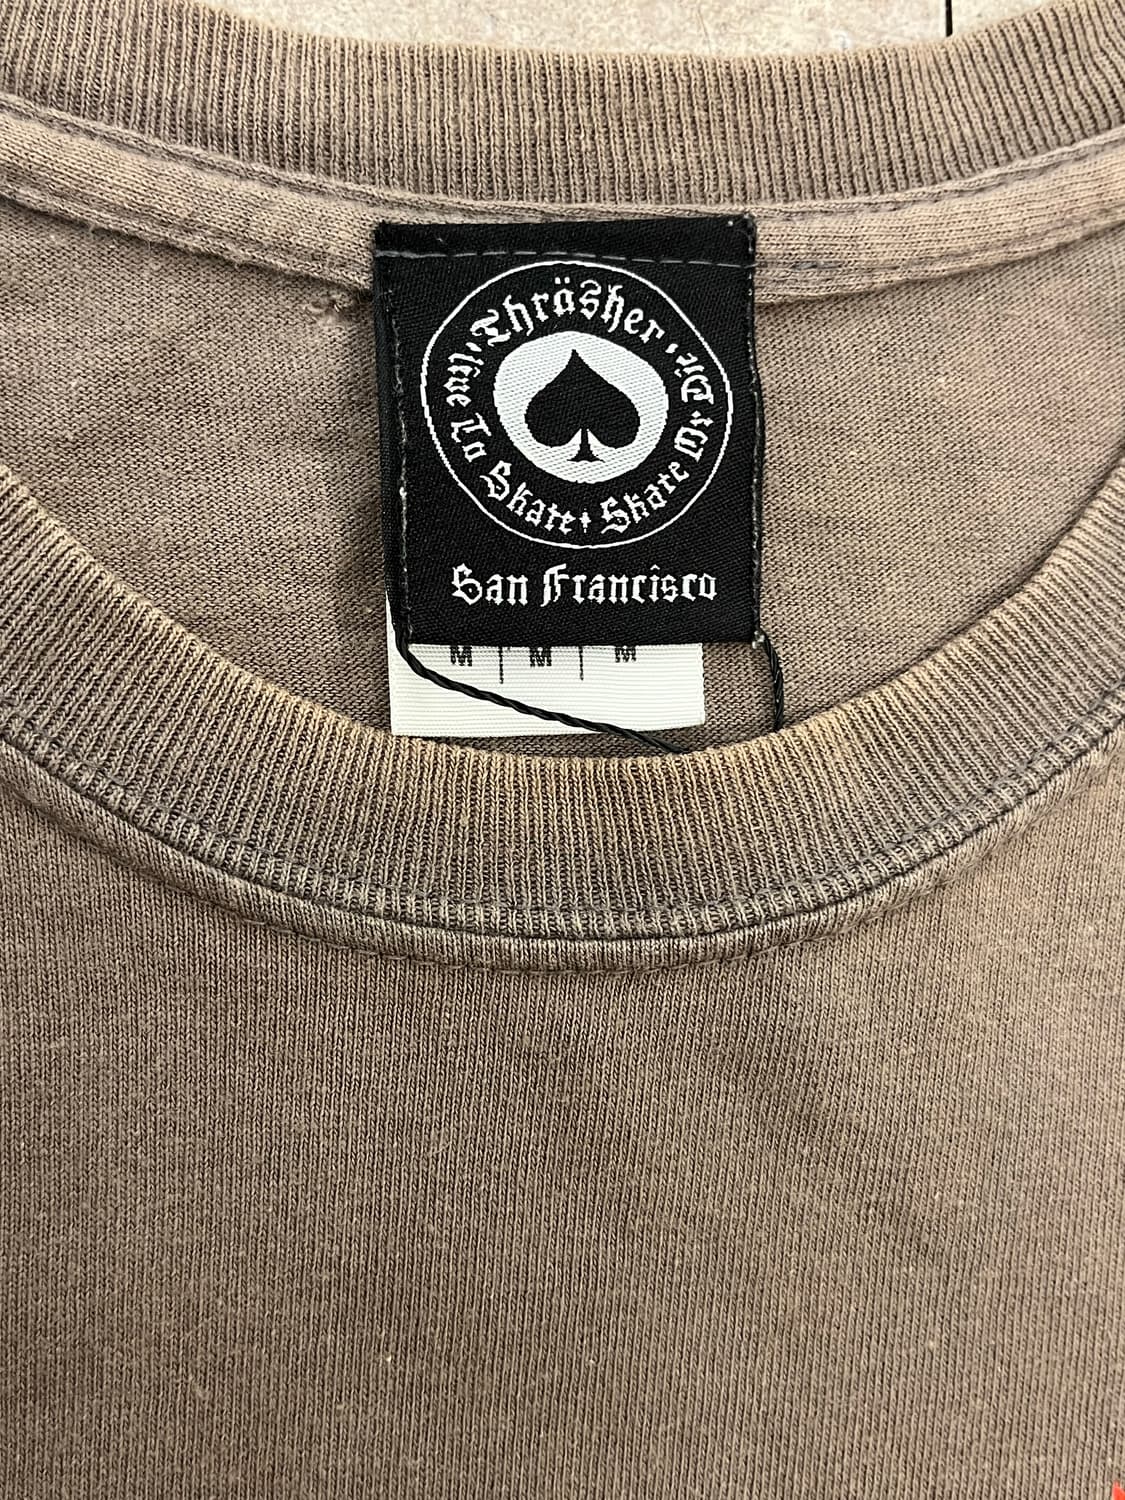 Thräsher
Live To Skate
Skate Or Die
San Francisco
M | M | M